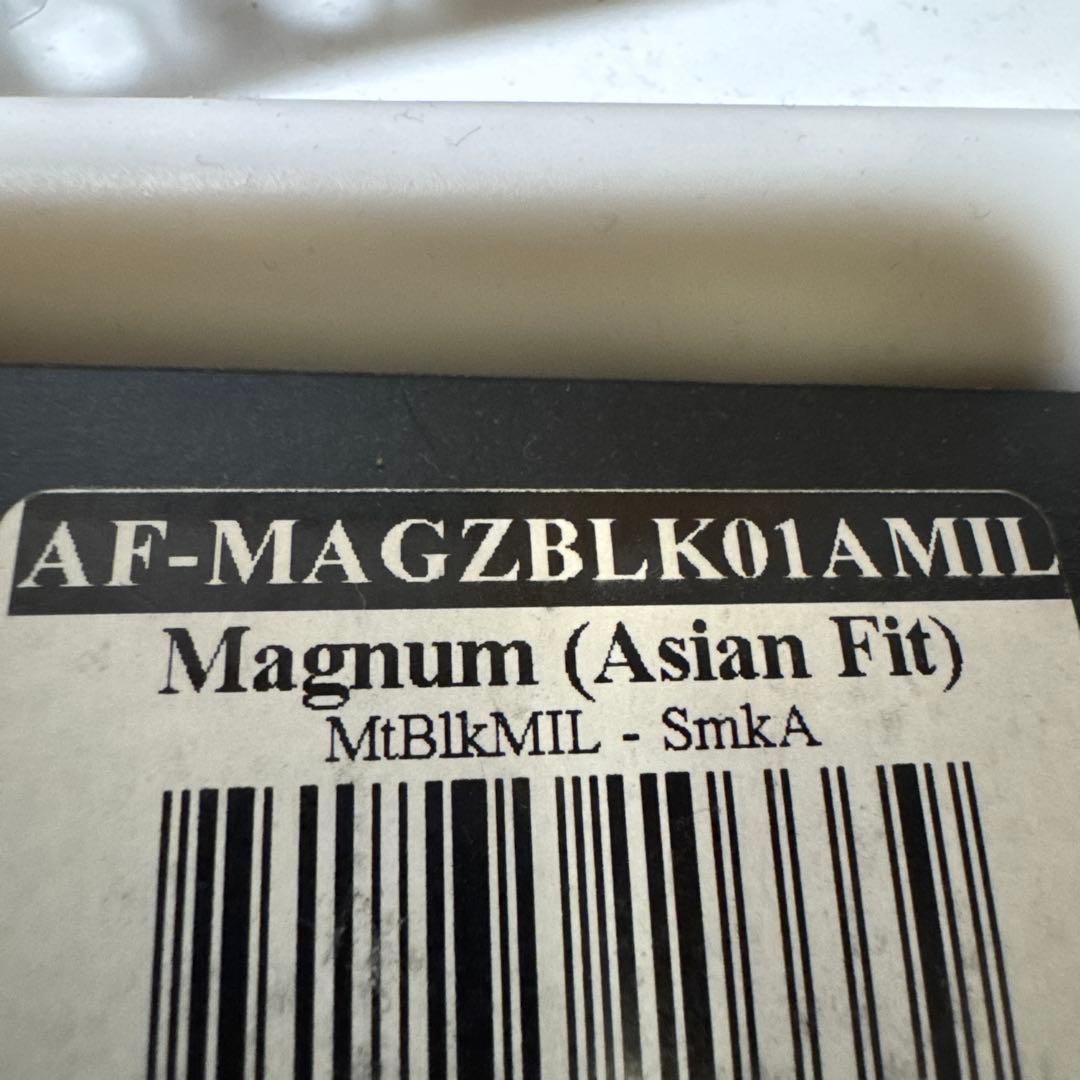 AF-MAGZBLK01AMIL
Magnum (Asian Fit)
MtBlkMIL - SmkA